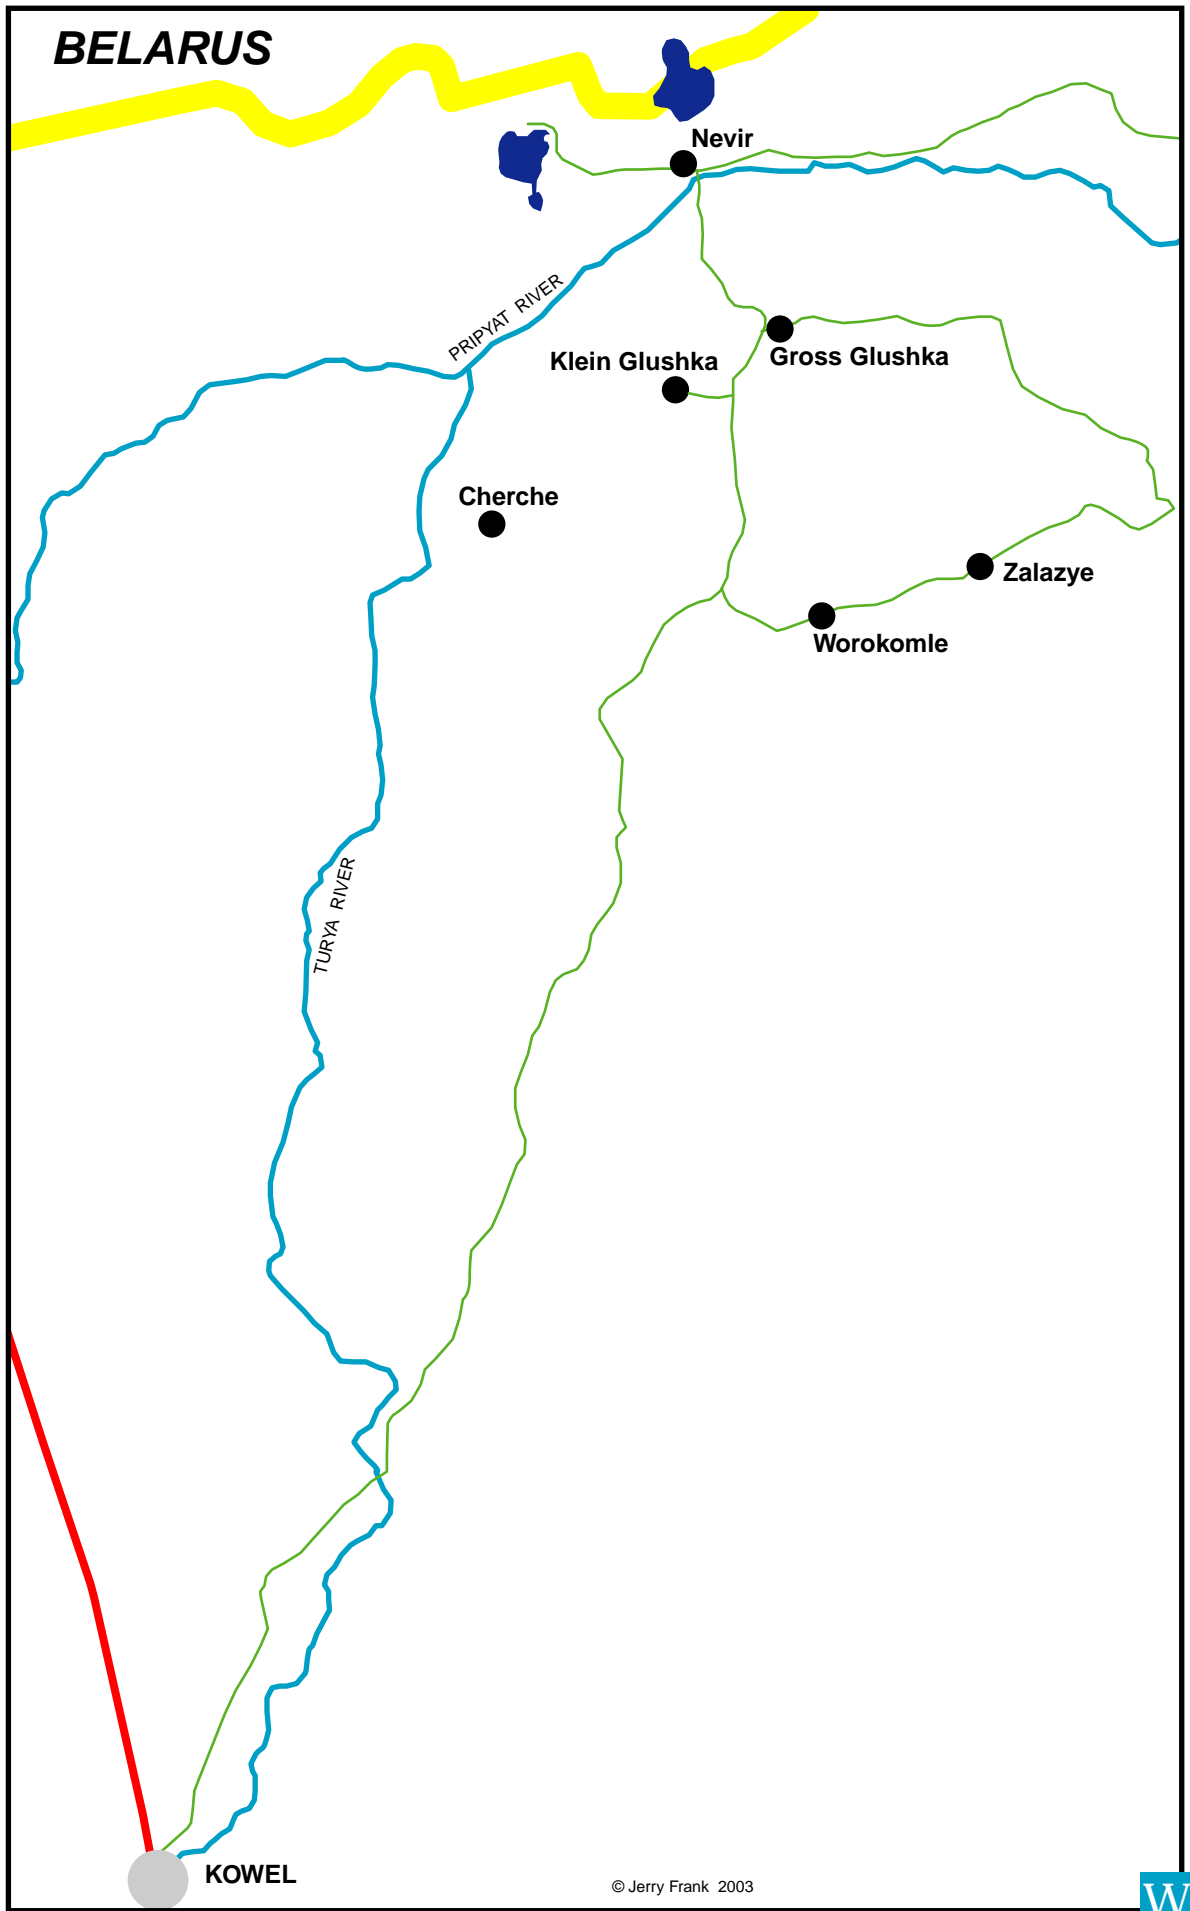 BELARUS
Nevir
PRIPYAT RIVER
Klein Glushka
Gross Glushka
Cherche
Zalazye
Worokomle
TURYA RIVER
KOWEL
© Jerry Frank 2003
W